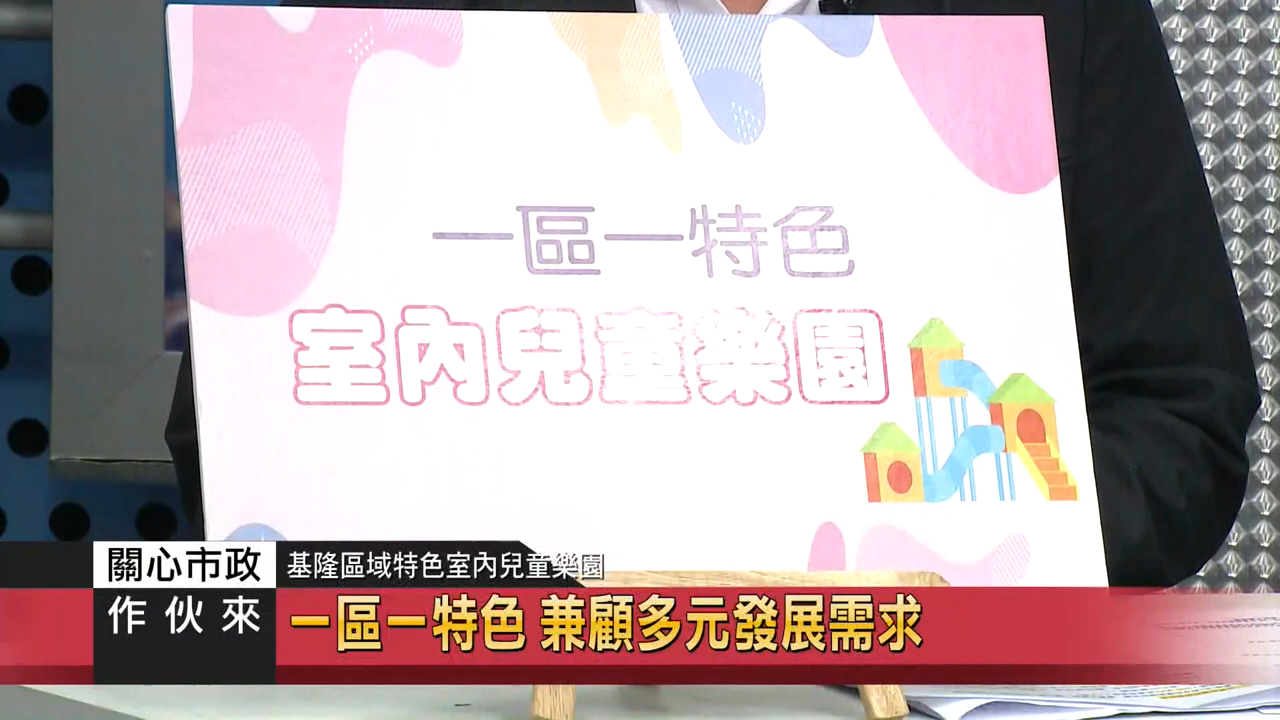 一區一特色
室內兒童樂園
關心市政
作伙來
基隆區域特色室內兒童樂園
一區一特色 兼顧多元發展需求